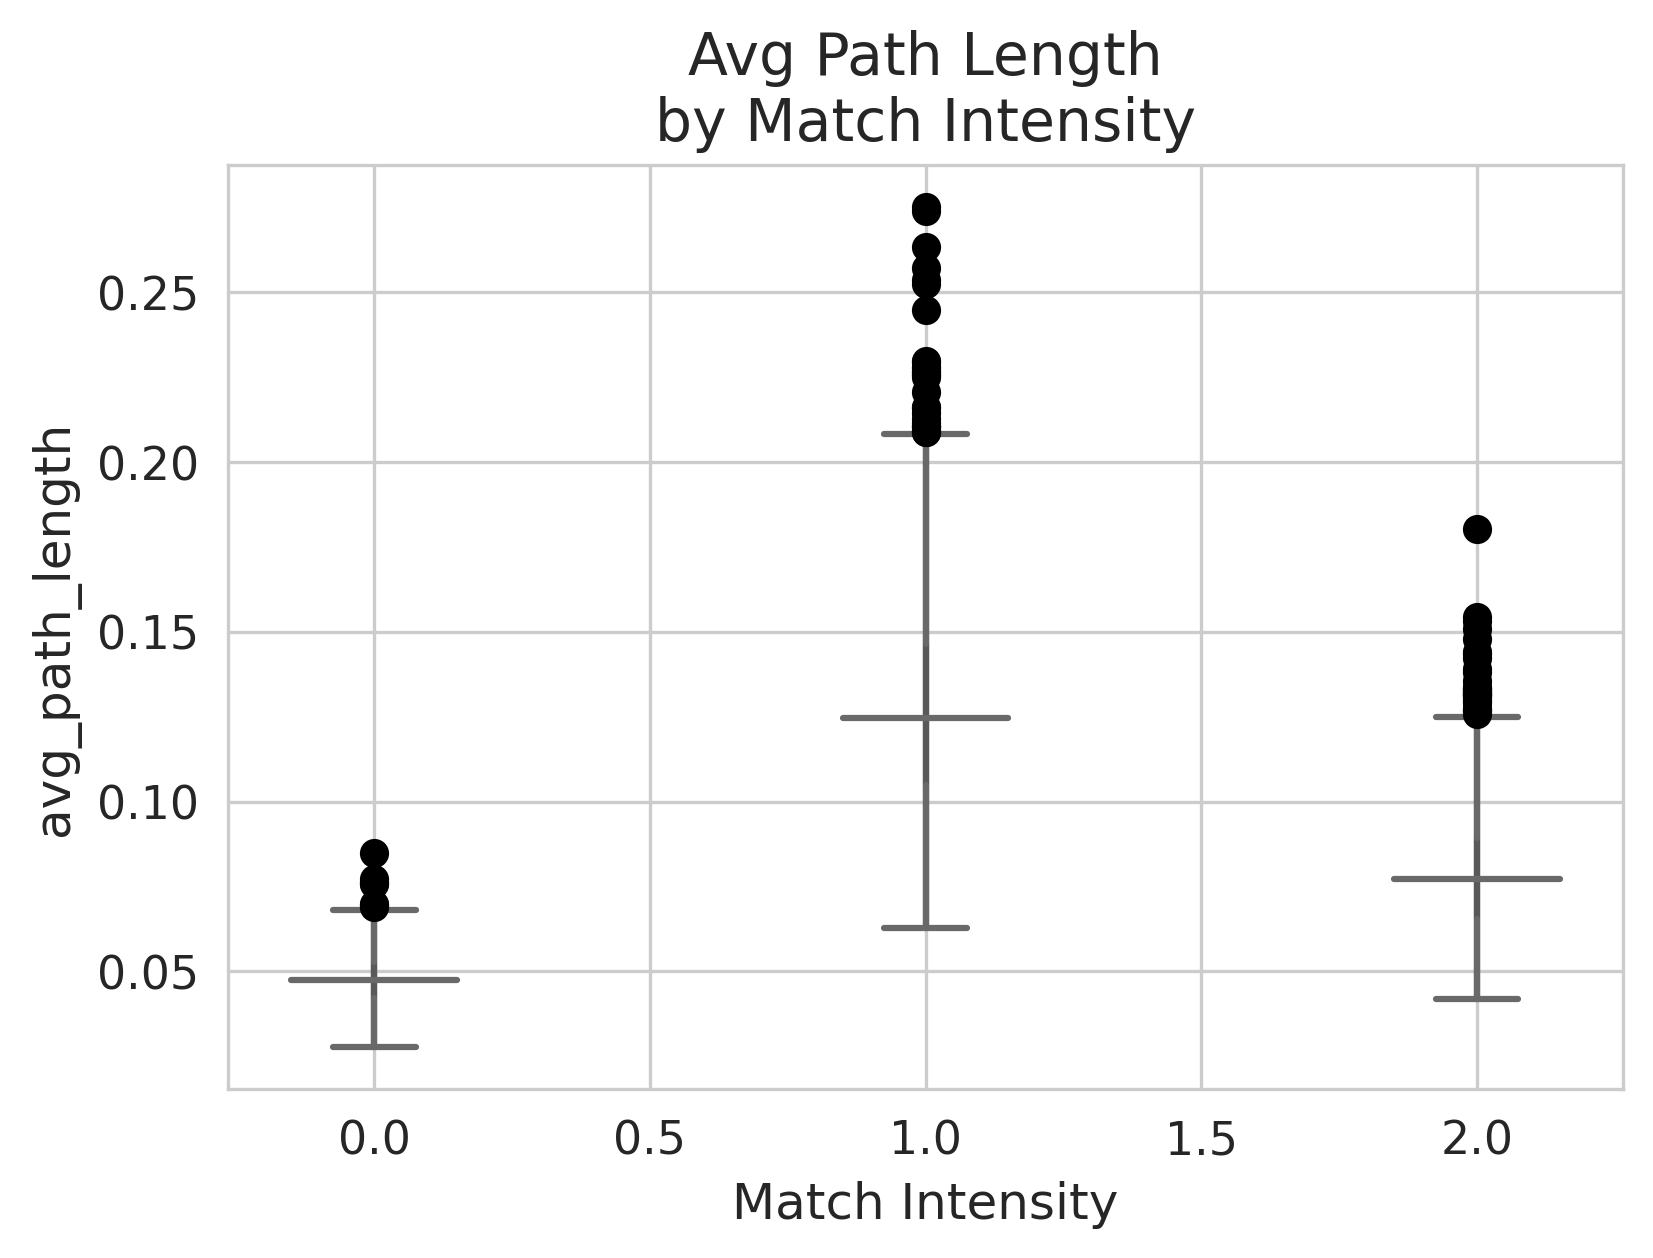 Avg Path Length
by Match Intensity
avg_path_length
0.25
0.20
0.15
0.10
0.05
0.0 0.5 1.0 1.5 2.0
Match Intensity